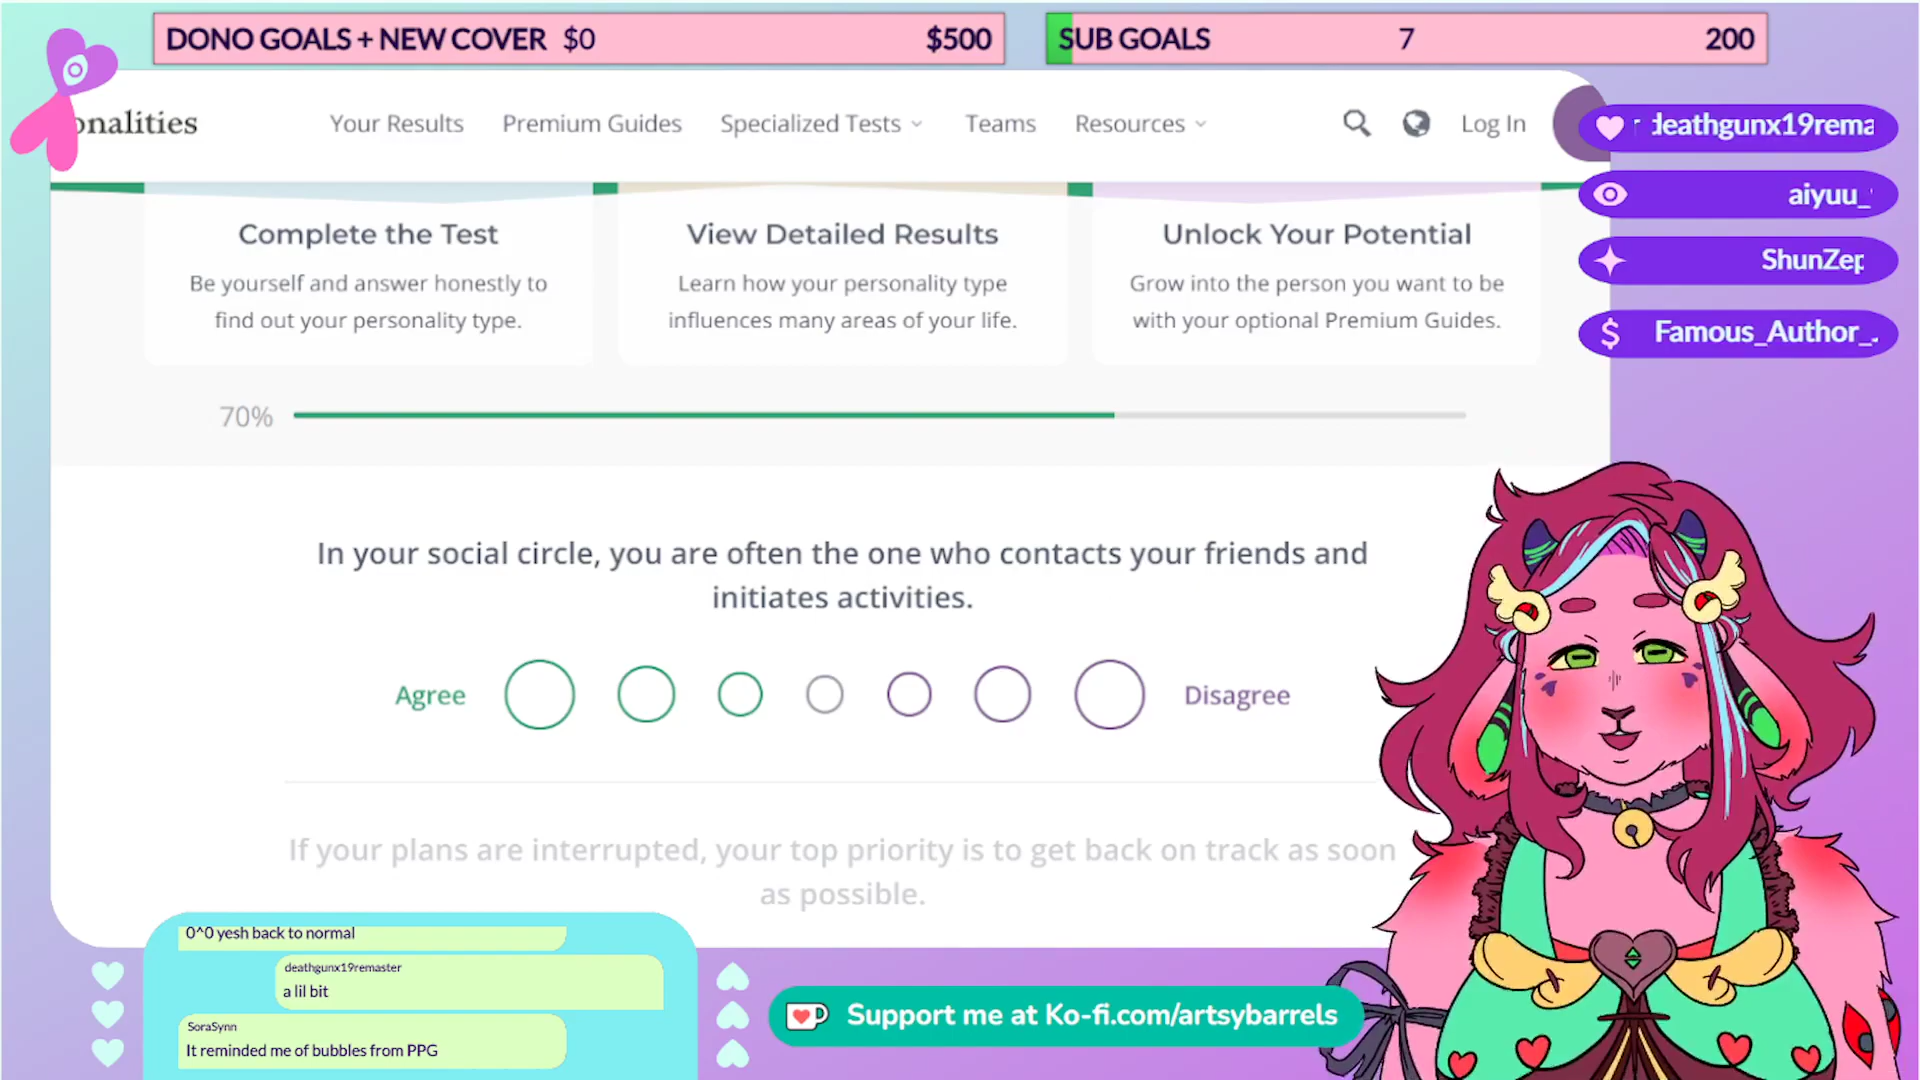 DONO GOALS + NEW COVER $0 $500
SUB GOALS 7 200
onalities
Your Results
Premium Guides
Specialized Tests
Teams
Resources
Log In
deathgunx19rema
aiyuu_
ShunZep
Famous_Author_
Complete the Test
Be yourself and answer honestly to
find out your personality type.
View Detailed Results
Learn how your personality type
influences many areas of your life.
Unlock Your Potential
Grow into the person you want to be
with your optional Premium Guides.
70%
In your social circle, you are often the one who contacts your friends and
initiates activities.
Agree
Disagree
If your plans are interrupted, your top priority is to get back on track as soon
as possible.
0^0 yesh back to normal
deathgunx19remaster
a lil bit
SoraSynn
It reminded me of bubbles from PPG
Support me at Ko-fi.com/artsybarrels